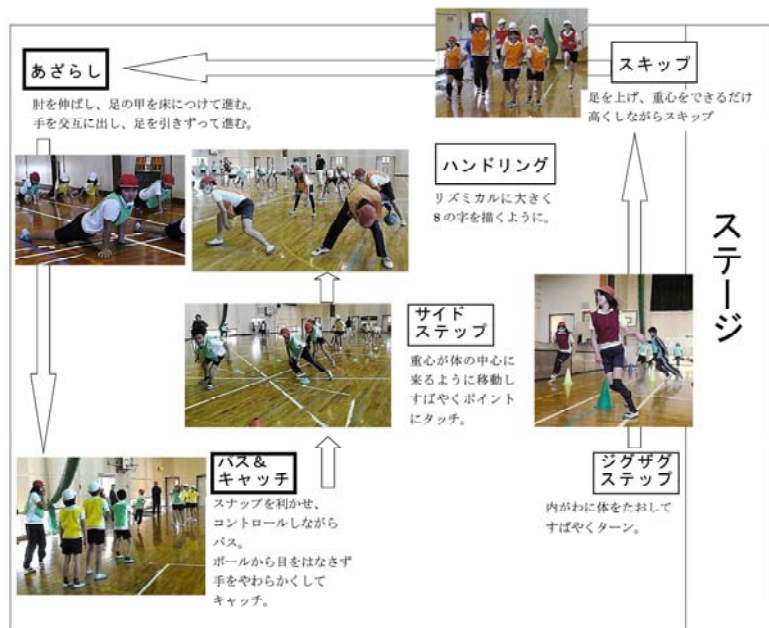 あざらし
肘を伸ばし、足の甲を床につけて進む。
手を交互に出し、足を引きずって進む。
スキップ
足を上げ、重心をできるだけ
高くしながらスキップ
ハンドリング
リズミカルに大きく
８の字を描くように。
サイド
ステップ
重心が体の中心に
来るように移動し
すばやくポイント
にタッチ。
パス＆
キャッチ
スナップを利かせ、
コントロールしながら
パス。
ボールから目をはなさず
手をやわらかくして
キャッチ。
ジグザグ
ステップ
内がわに体をたおして
すばやくターン。
ステージ